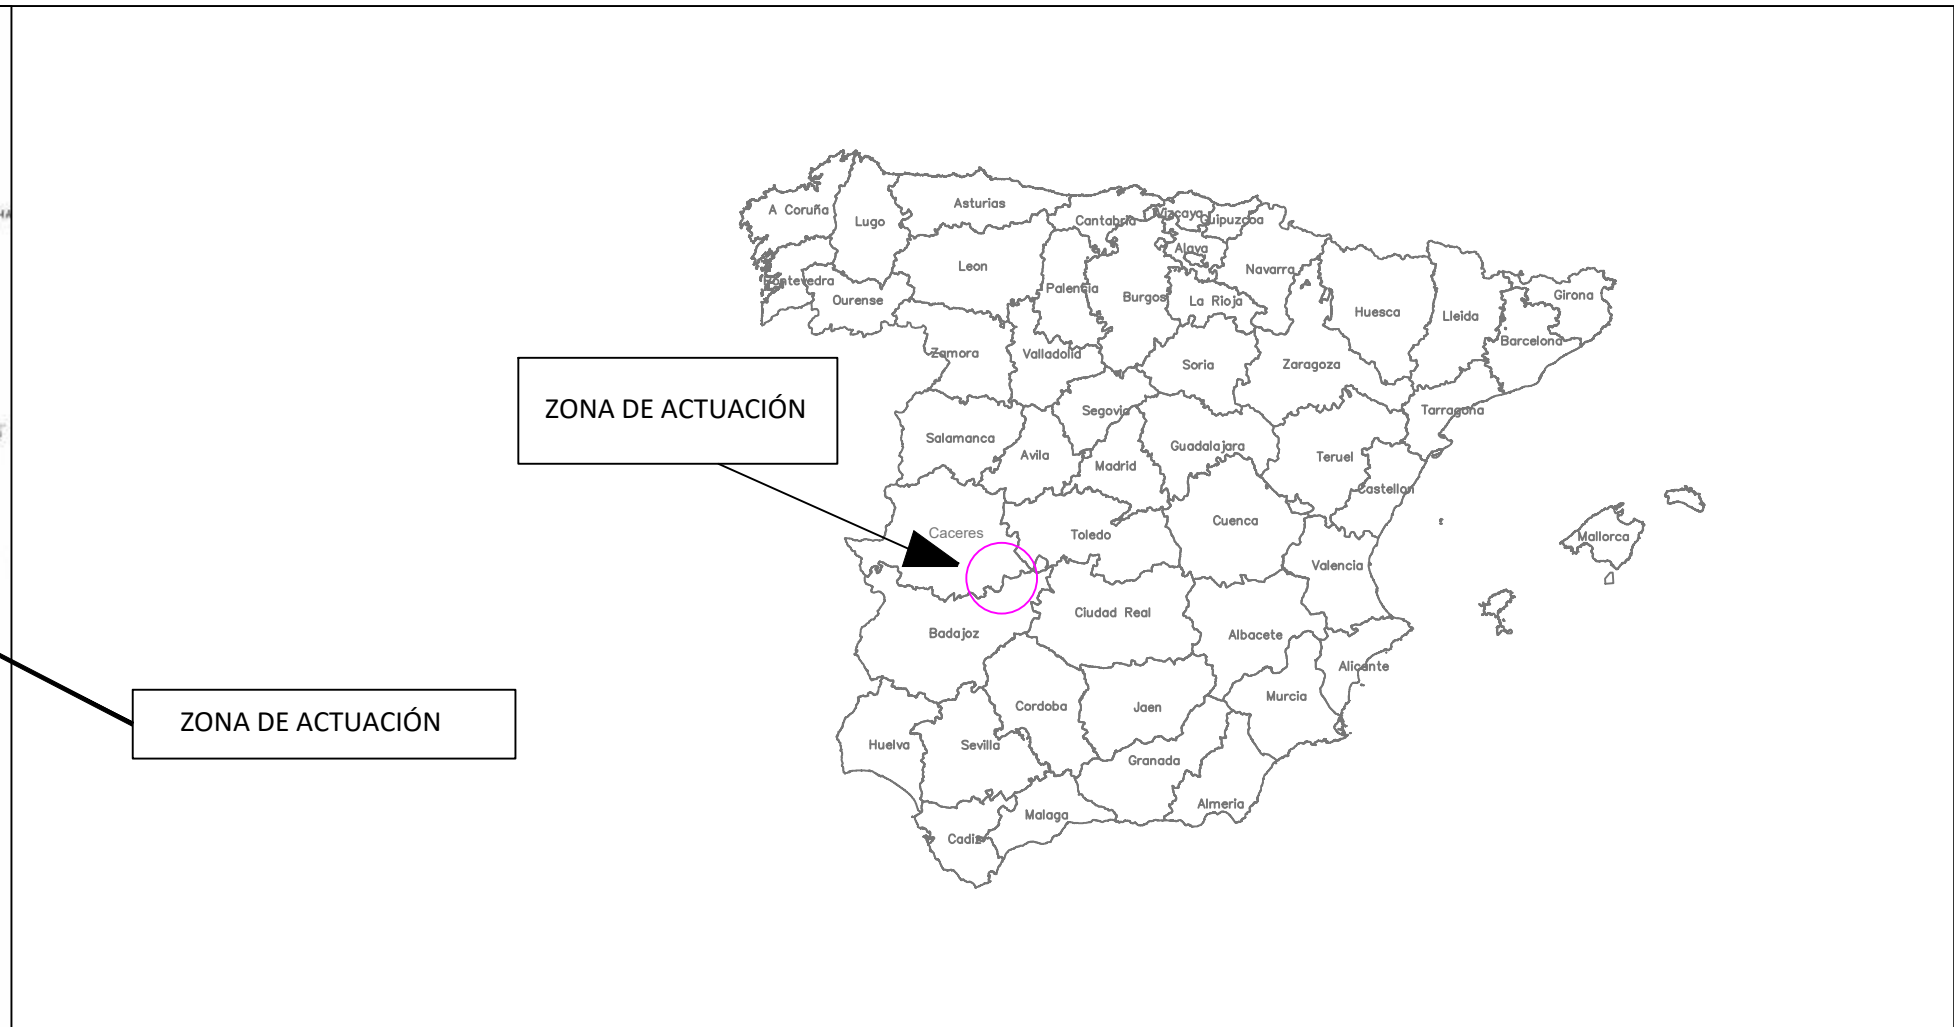 A Coruña
Lugo
Asturias
Cantabria
Vizcaya
Guipuzcoa
Alava
Navarra
Leon
Palencia
Burgos
La Rioja
Pontevedra
Ourense
Huesca
Lleida
Girona
Barcelona
Zamora
Valladolid
Soria
Zaragoza
ZONA DE ACTUACIÓN
Segovia
Tarragona
Salamanca
Avila
Madrid
Guadalajara
Teruel
Castellon
Caceres
Toledo
Cuenca
Mallorca
Valencia
Badajoz
Ciudad Real
Albacete
Alicante
Murcia
Cordoba
Jaen
ZONA DE ACTUACIÓN
Huelva
Sevilla
Granada
Almeria
Malaga
Cadiz